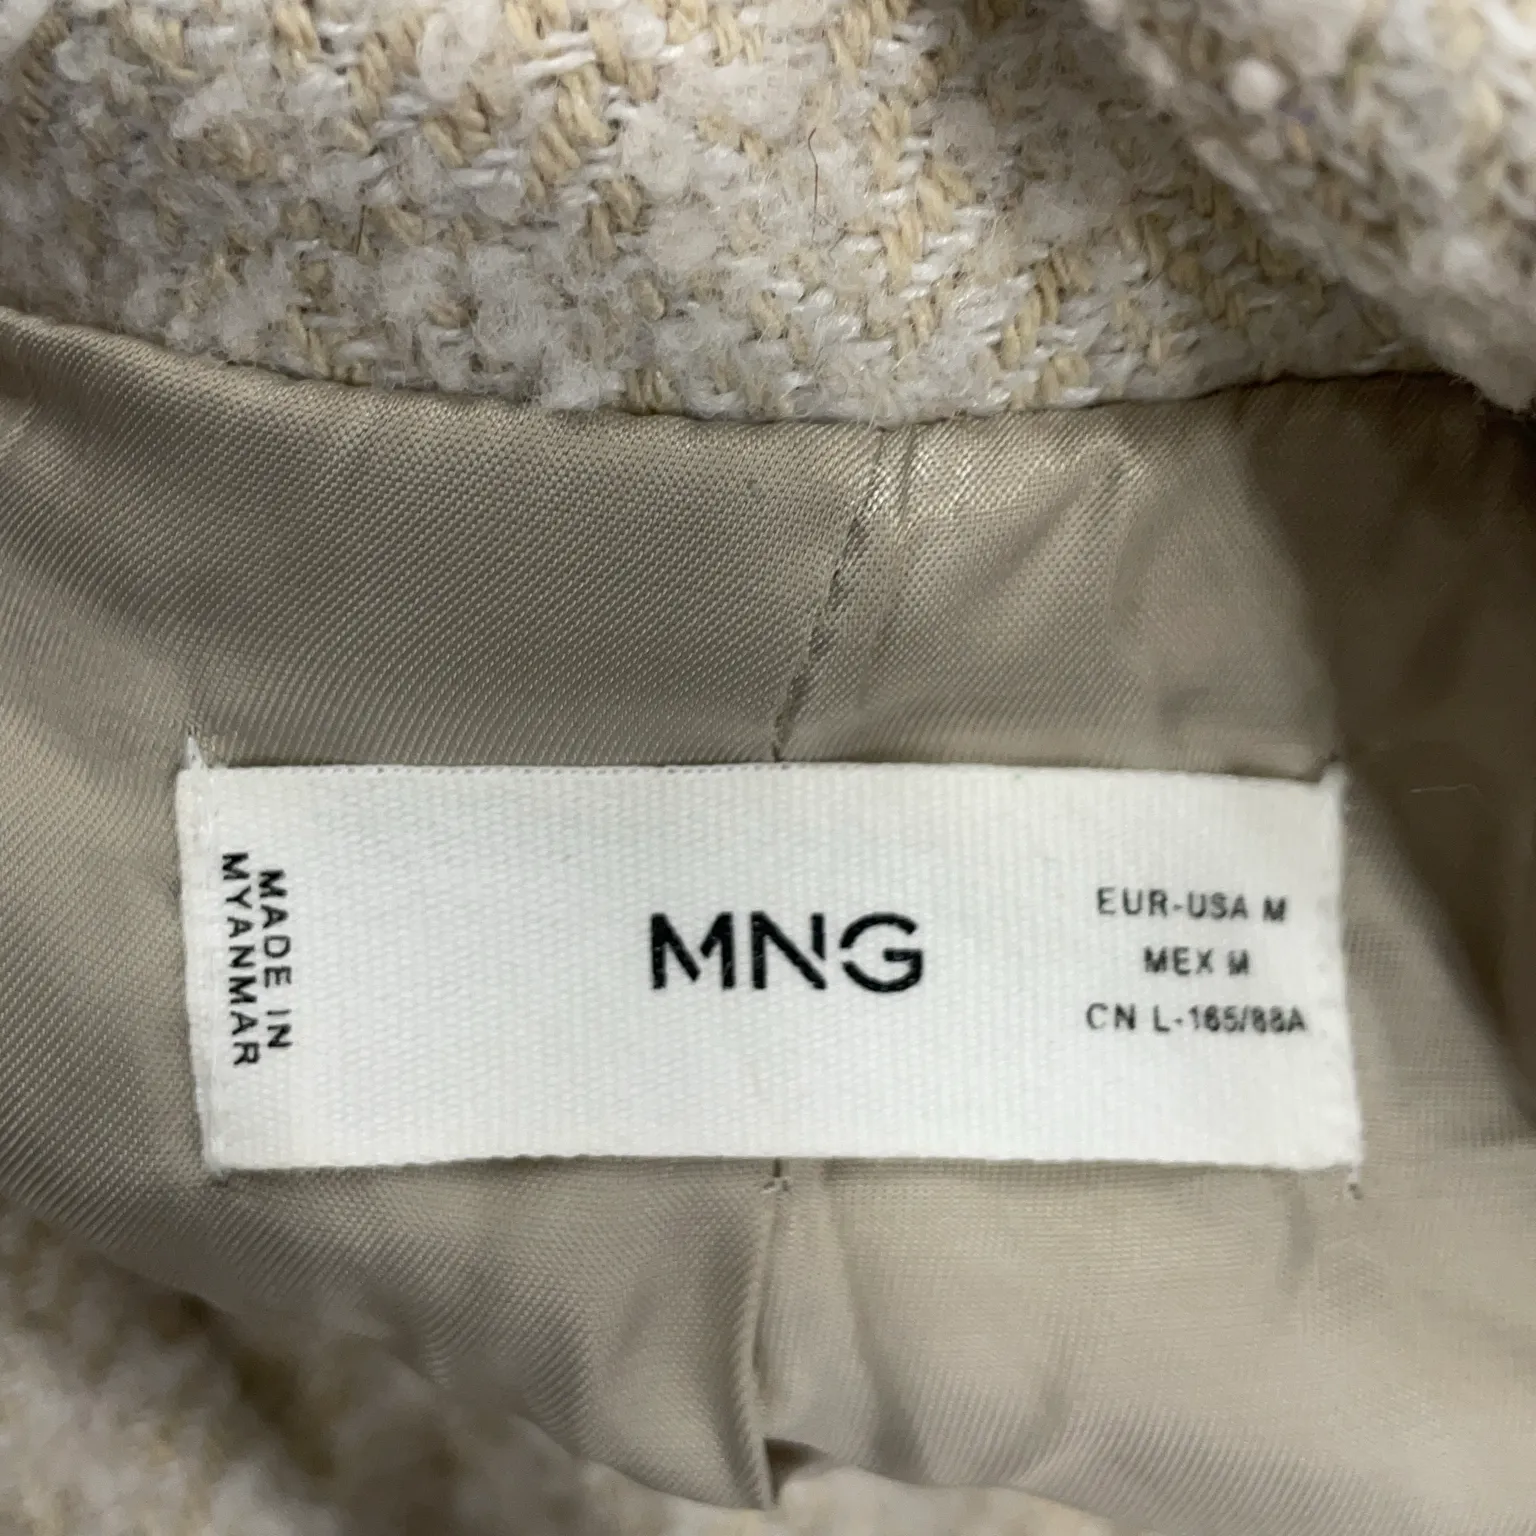 MADE IN
MYANMAR
MNG
EUR-USA M
MEX M
CN L-165/88A